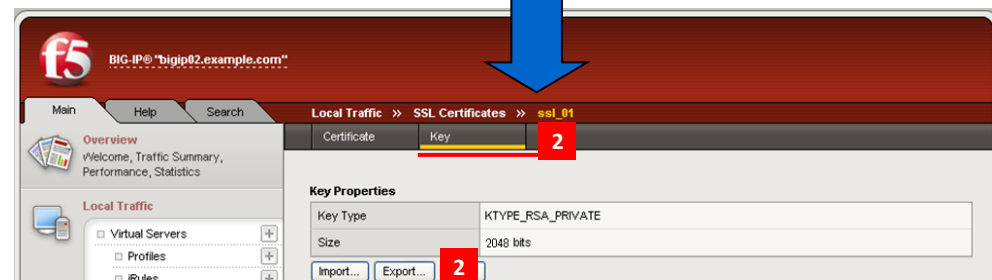 f5
BIG-IP® "bigip02.example.com"
Main Help Search
Local Traffic » SSL Certificates » ssl_01
Certificate Key 2
Overview
Welcome, Traffic Summary,
Performance, Statistics
Local Traffic
Virtual Servers
Profiles
iRules
Key Properties
Key Type KTYPE_RSA_PRIVATE
Size 2048 bits
Import... Export... 2